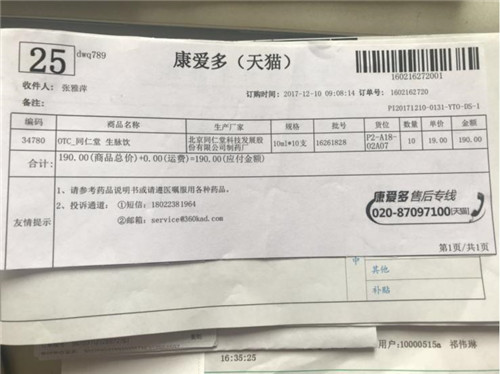 25 dwq789
康爱多（天猫）
160216272001
收件人： 张雅萍
订购时间：2017-12-10 09:08:14 订单号：1602162720
备注：
PI20171210-0131-YTO-DS-1
编码 商品名称 生产厂家 规格 批号 货位 数量 单价 金额
34780 OTC_同仁堂 生脉饮 北京同仁堂科技发展股份有限公司制药厂 10ml*10支 16261828 P2-A18-02A07 10 19.00 190.00
合计： 190.00(商品总价)+0.00(运费)=190.00(应付金额)
友情提示
1、请参考药品说明书或请遵医嘱服用各种药品。
2、投诉通道： ①短信：18022381964
②邮箱：service@360kad.com
康爱多售后专线
020-87097100(天猫)
第1页/共1页
中
其他
补贴
用户:10000515m 祁伟琳
16:35:25